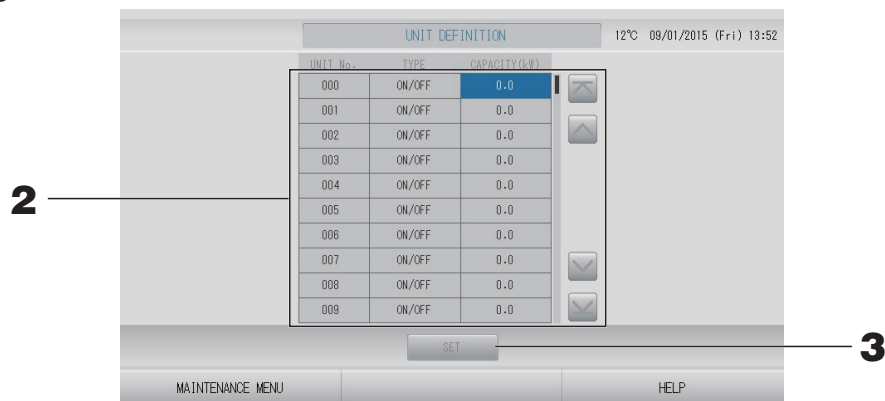 UNIT DEFINITION 12℃ 09/01/2015 (Fri) 13:52
UNIT No. TYPE CAPACITY(kW)
000 ON/OFF 0.0
001 ON/OFF 0.0
002 ON/OFF 0.0
003 ON/OFF 0.0
004 ON/OFF 0.0
005 ON/OFF 0.0
006 ON/OFF 0.0
007 ON/OFF 0.0
008 ON/OFF 0.0
009 ON/OFF 0.0
2
SET
3
MAINTENANCE MENU HELP